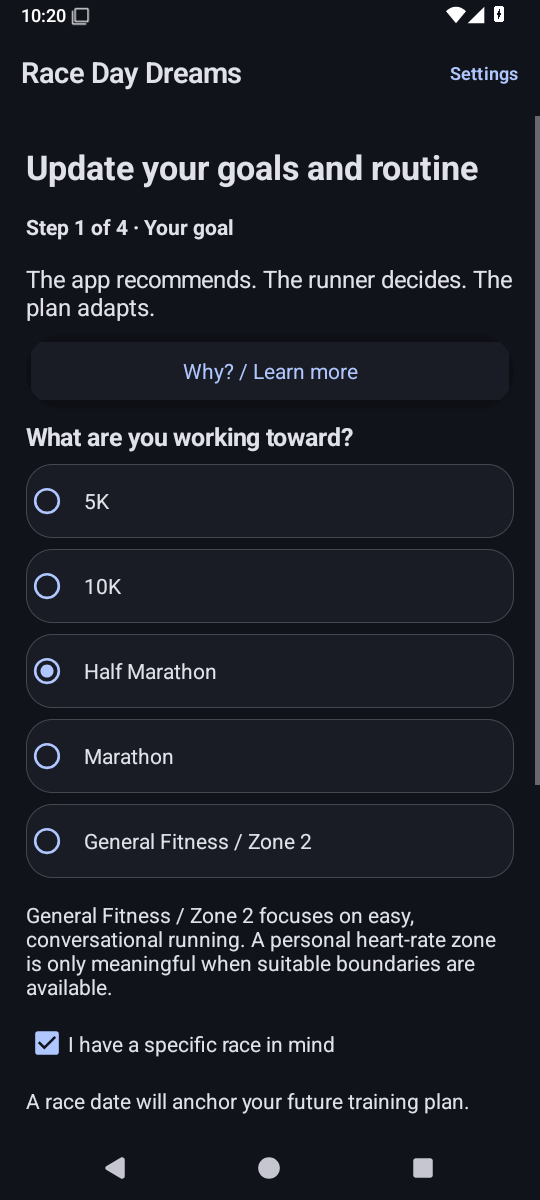 10:20
Race Day Dreams
Settings
Update your goals and routine
Step 1 of 4 · Your goal
The app recommends. The runner decides. The
plan adapts.
Why? / Learn more
What are you working toward?
5K
10K
Half Marathon
Marathon
General Fitness / Zone 2
General Fitness / Zone 2 focuses on easy,
conversational running. A personal heart-rate zone
is only meaningful when suitable boundaries are
available.
I have a specific race in mind
A race date will anchor your future training plan.